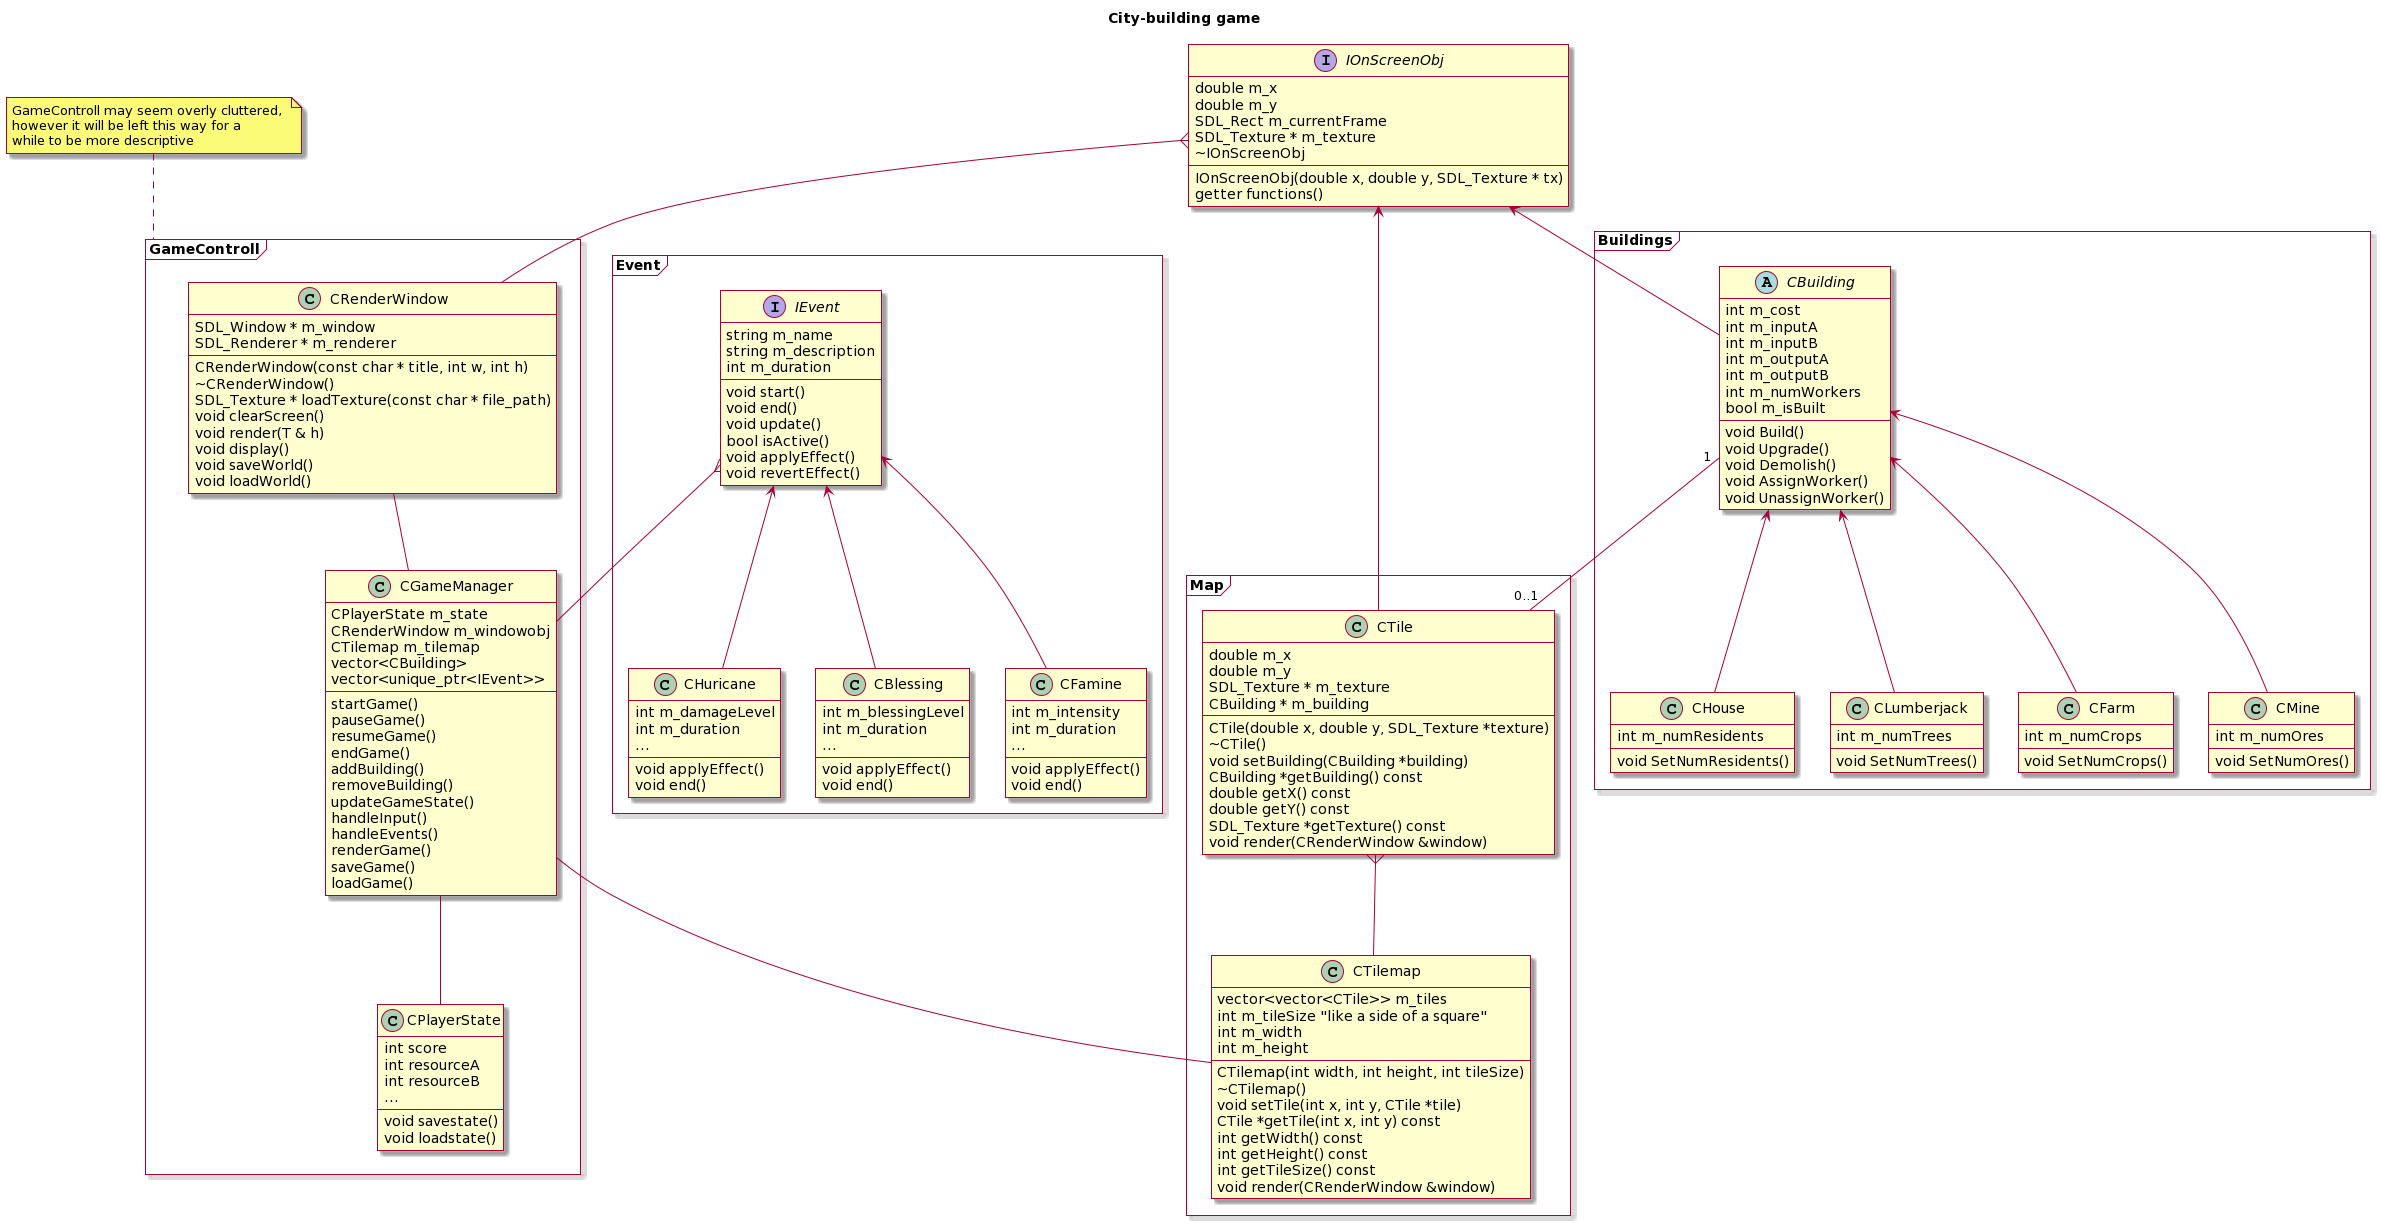 City-building game
I IOnScreenObj
double m_x
double m_y
SDL_Rect m_currentFrame
SDL_Texture * m_texture
~IOnScreenObj
IOnScreenObj(double x, double y, SDL_Texture * tx)
getter functions()
GameControll may seem overly cluttered,
however it will be left this way for a
while to be more descriptive
GameControll
C CRenderWindow
SDL_Window * m_window
SDL_Renderer * m_renderer
CRenderWindow(const char * title, int w, int h)
~CRenderWindow()
SDL_Texture * loadTexture(const char * file_path)
void clearScreen()
void render(T & h)
void display()
void saveWorld()
void loadWorld()
C CGameManager
CPlayerState m_state
CRenderWindow m_windowobj
CTilemap m_tilemap
vector<CBuilding>
vector<unique_ptr<IEvent>>
startGame()
pauseGame()
resumeGame()
endGame()
addBuilding()
removeBuilding()
updateGameState()
handleInput()
handleEvents()
renderGame()
saveGame()
loadGame()
C CPlayerState
int score
int resourceA
int resourceB
...
void savestate()
void loadstate()
Event
I IEvent
string m_name
string m_description
int m_duration
void start()
void end()
void update()
bool isActive()
void applyEffect()
void revertEffect()
C CHuricane
int m_damageLevel
int m_duration
...
void applyEffect()
void end()
C CBlessing
int m_blessingLevel
int m_duration
...
void applyEffect()
void end()
C CFamine
int m_intensity
int m_duration
...
void applyEffect()
void end()
Map
C CTile
double m_x
double m_y
SDL_Texture * m_texture
CBuilding * m_building
CTile(double x, double y, SDL_Texture *texture)
~CTile()
void setBuilding(CBuilding *building)
CBuilding *getBuilding() const
double getX() const
double getY() const
SDL_Texture *getTexture() const
void render(CRenderWindow &window)
C CTilemap
vector<vector<CTile>> m_tiles
int m_tileSize "like a side of a square"
int m_width
int m_height
CTilemap(int width, int height, int tileSize)
~CTilemap()
void setTile(int x, int y, CTile *tile)
CTile *getTile(int x, int y) const
int getWidth() const
int getHeight() const
int getTileSize() const
void render(CRenderWindow &window)
Buildings
A CBuilding
int m_cost
int m_inputA
int m_inputB
int m_outputA
int m_outputB
int m_numWorkers
bool m_isBuilt
void Build()
void Upgrade()
void Demolish()
void AssignWorker()
void UnassignWorker()
1
0..1
C CHouse
int m_numResidents
void SetNumResidents()
C CLumberjack
int m_numTrees
void SetNumTrees()
C CFarm
int m_numCrops
void SetNumCrops()
C CMine
int m_numOres
void SetNumOres()